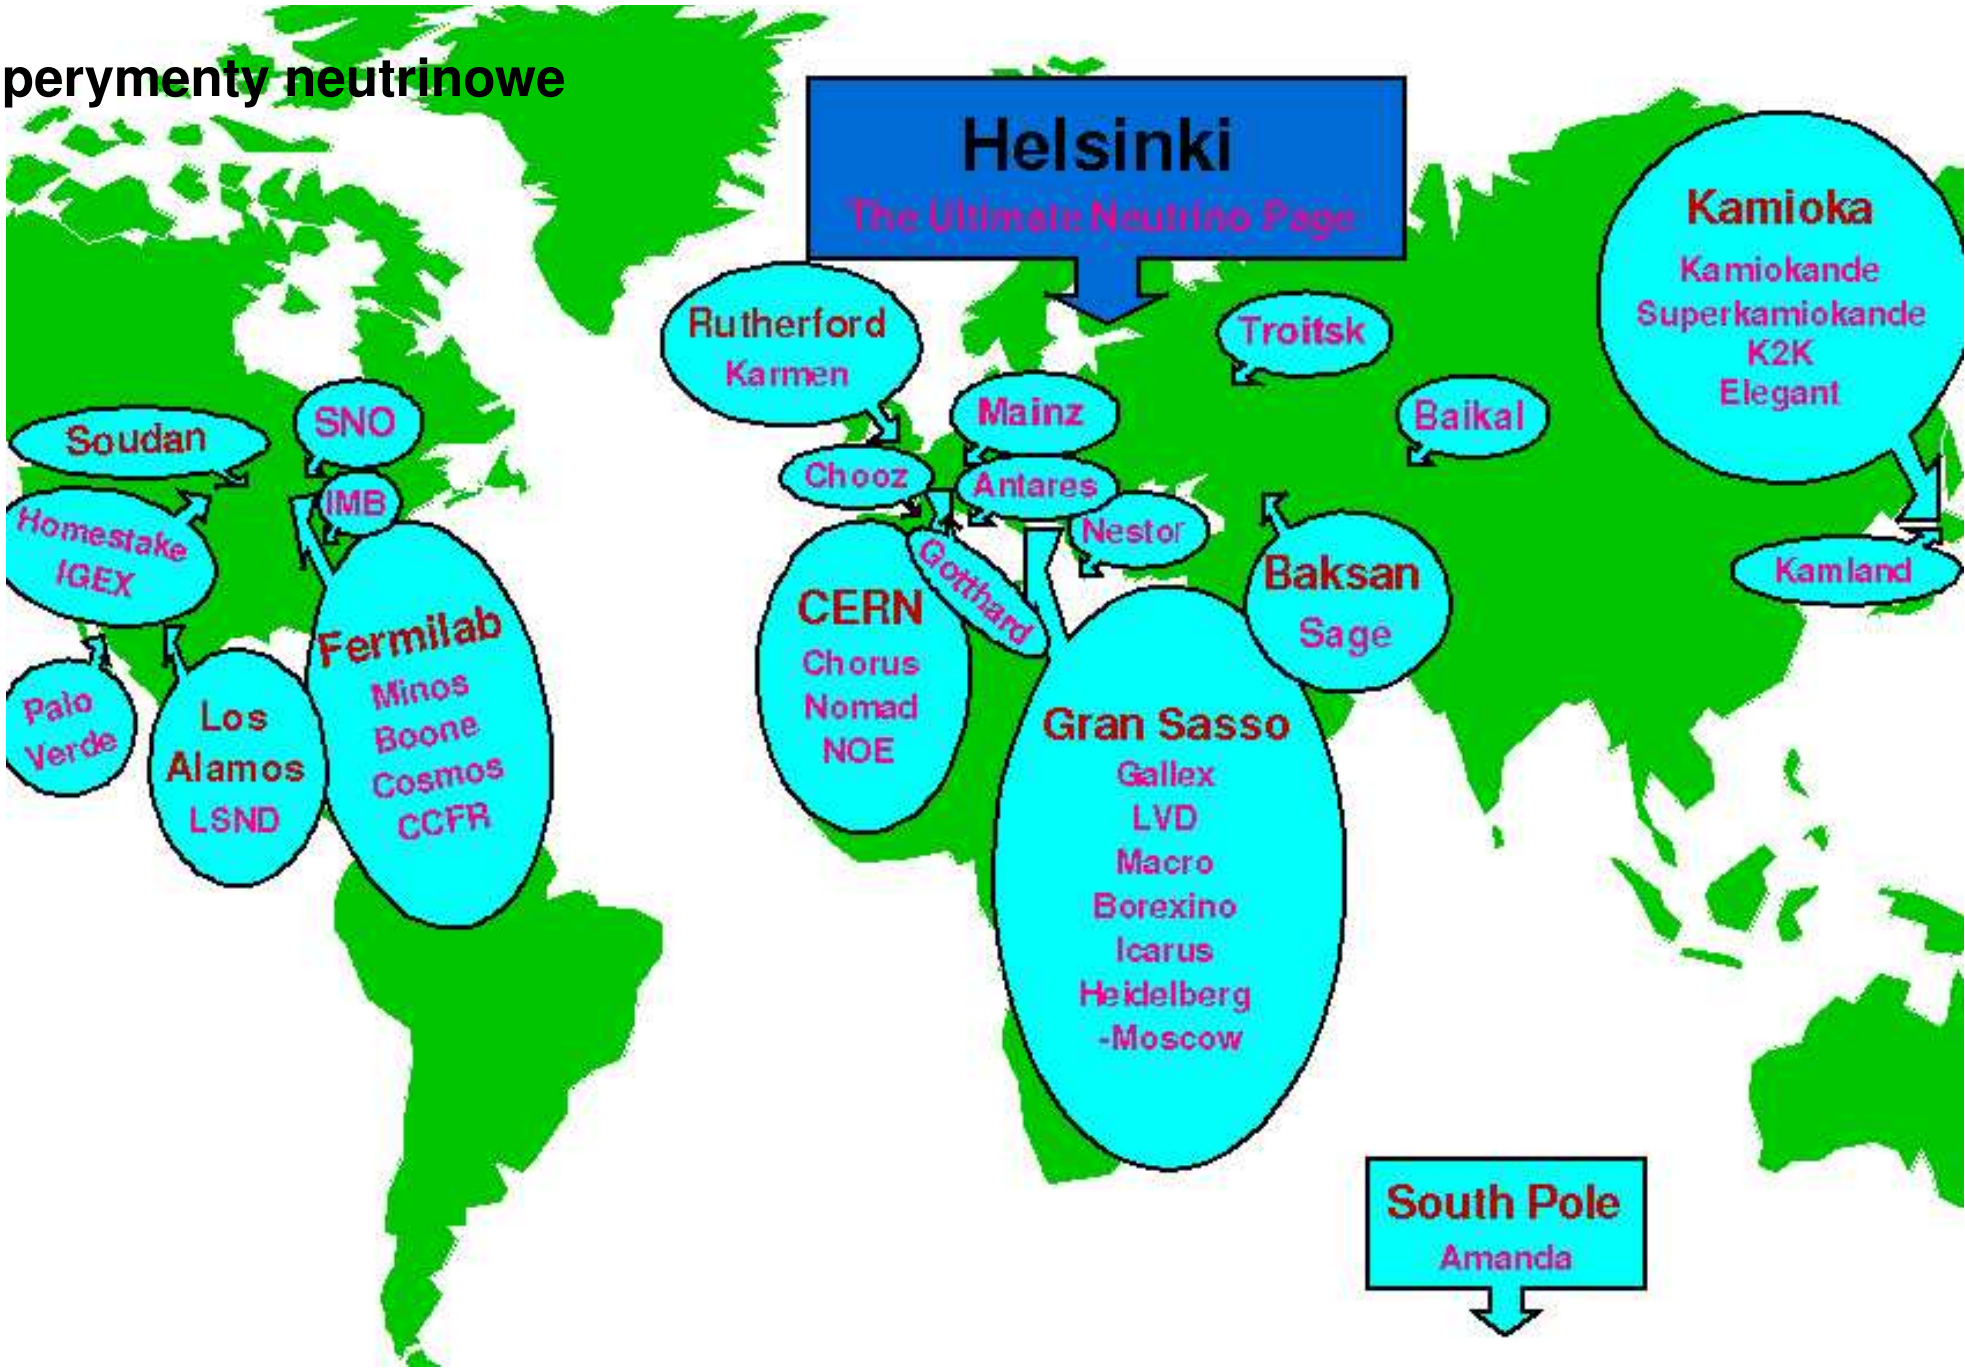 perymenty neutrinowe
Helsinki
The Ultimate Neutrino Page
Kamioka
Kamiokande
Superkamiokande
K2K
Elegant
Rutherford
Karmen
Troitsk
Mainz
Baikal
SNO
Soudan
Chooz
Antares
IMB
Nestor
Homestake
IGEX
Gotthard
Baksan
Sage
Kamland
CERN
Chorus
Nomad
NOE
Fermilab
Minos
Boone
Cosmos
CCFR
Palo
Verde
Los
Alamos
LSND
Gran Sasso
Gallex
LVD
Macro
Borexino
Icarus
Heidelberg
-Moscow
South Pole
Amanda